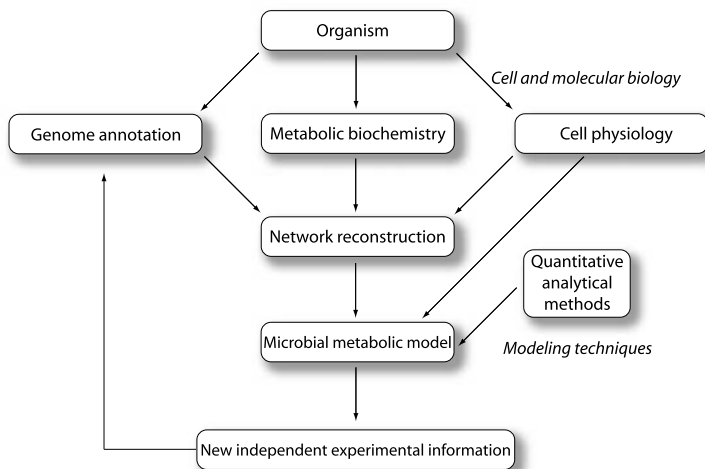 Organism
Cell and molecular biology
Genome annotation
Metabolic biochemistry
Cell physiology
Network reconstruction
Quantitative
analytical
methods
Microbial metabolic model
Modeling techniques
New independent experimental information